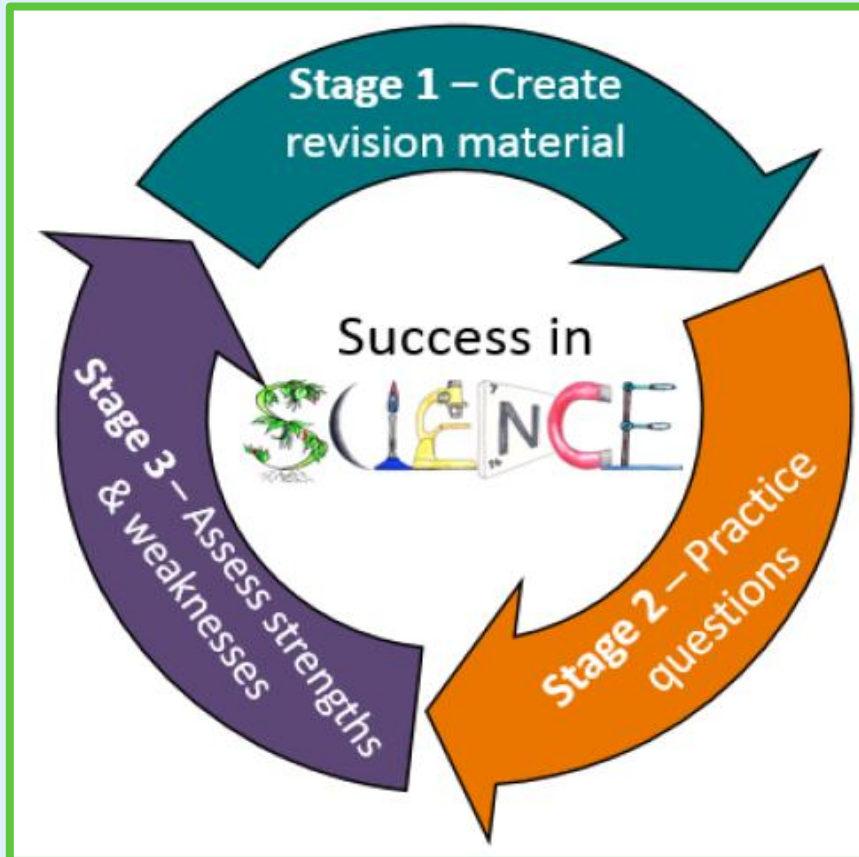 Stage 1 – Create
revision material
Success in
SCIENCE
Stage 2 – Practice
questions
Stage 3 – Assess strengths
& weaknesses